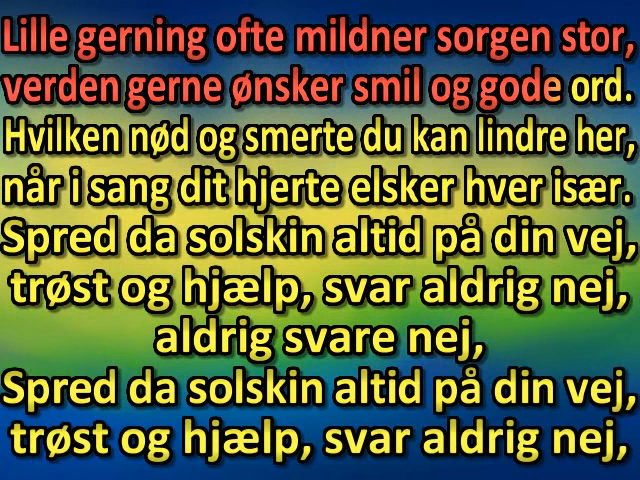 Lille gerning ofte mildner sorgen stor,
verden gerne ønsker smil og gode ord.
Hvilken nød og smerte du kan lindre her,
når i sang dit hjerte elsker hver især.
Spred da solskin altid på din vej,
trøst og hjælp, svar aldrig nej,
aldrig svare nej,
Spred da solskin altid på din vej,
trøst og hjælp, svar aldrig nej,